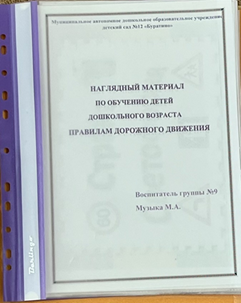 Муниципальное автономное дошкольное образовательное учреждение
детский сад №12 «Буратино»
НАГЛЯДНЫЙ МАТЕРИАЛ
ПО ОБУЧЕНИЮ ДЕТЕЙ
ДОШКОЛЬНОГО ВОЗРАСТА
ПРАВИЛАМ ДОРОЖНОГО ДВИЖЕНИЯ
Воспитатель группы №9
Музыка М.А.